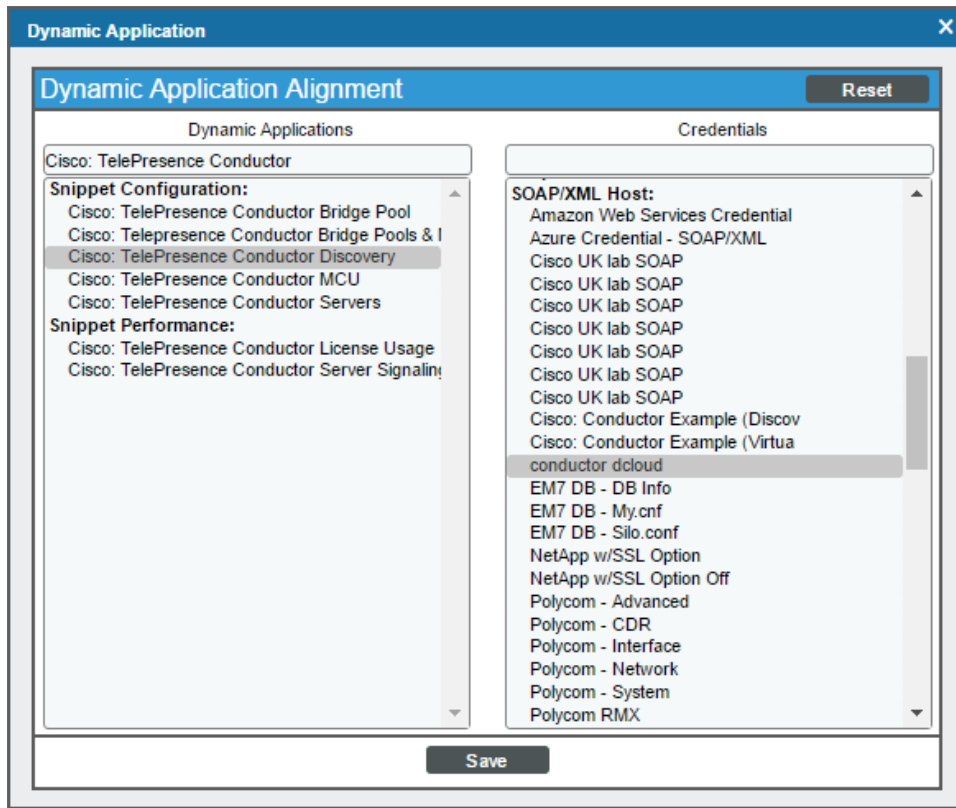 Dynamic Application
Dynamic Application Alignment
Reset
Dynamic Applications
Cisco: TelePresence Conductor
Snippet Configuration:
Cisco: TelePresence Conductor Bridge Pool
Cisco: Telepresence Conductor Bridge Pools &
Cisco: TelePresence Conductor Discovery
Cisco: TelePresence Conductor MCU
Cisco: TelePresence Conductor Servers
Snippet Performance:
Cisco: TelePresence Conductor License Usage
Cisco: TelePresence Conductor Server Signaling
Credentials
SOAP/XML Host:
Amazon Web Services Credential
Azure Credential - SOAP/XML
Cisco UK lab SOAP
Cisco UK lab SOAP
Cisco UK lab SOAP
Cisco UK lab SOAP
Cisco UK lab SOAP
Cisco UK lab SOAP
Cisco UK lab SOAP
Cisco: Conductor Example (Discov
Cisco: Conductor Example (Virtua
conductor dcloud
EM7 DB - DB Info
EM7 DB - My.cnf
EM7 DB - Silo.conf
NetApp w/SSL Option
NetApp w/SSL Option Off
Polycom - Advanced
Polycom - CDR
Polycom - Interface
Polycom - Network
Polycom - System
Polycom RMX
Save